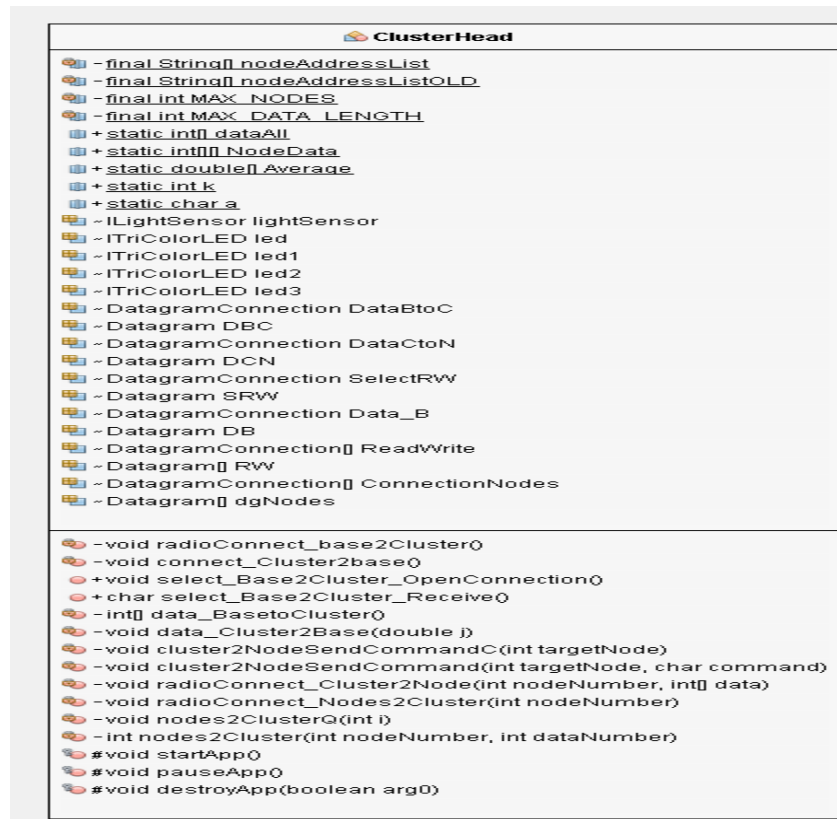 ClusterHead
-final String[] nodeAddressList
-final String[] nodeAddressListOLD
-final int MAX_NODES
-final int MAX_DATA_LENGTH
+static int[] dataAll
+static int[][] NodeData
+static double[] Average
+static int k
+static char a
~ILightSensor lightSensor
~ITriColorLED led
~ITriColorLED led1
~ITriColorLED led2
~ITriColorLED led3
~DatagramConnection DataBtoC
~Datagram DBC
~DatagramConnection DataCtoN
~Datagram DCN
~DatagramConnection SelectRW
~Datagram SRW
~DatagramConnection Data_B
~Datagram DB
~DatagramConnection[] ReadWrite
~Datagram[] RW
~DatagramConnection[] ConnectionNodes
~Datagram[] dgNodes
-void radioConnect_base2Cluster()
-void connect_Cluster2base()
+void select_Base2Cluster_OpenConnection()
+char select_Base2Cluster_Receive()
-int[] data_BasetoCluster()
-void data_Cluster2Base(double j)
-void cluster2NodeSendCommandC(int targetNode)
-void cluster2NodeSendCommand(int targetNode, char command)
-void radioConnect_Cluster2Node(int nodeNumber, int[] data)
-void radioConnect_Nodes2Cluster(int nodeNumber)
-void nodes2ClusterQ(int i)
-int nodes2Cluster(int nodeNumber, int dataNumber)
#void startApp()
#void pauseApp()
#void destroyApp(boolean arg0)